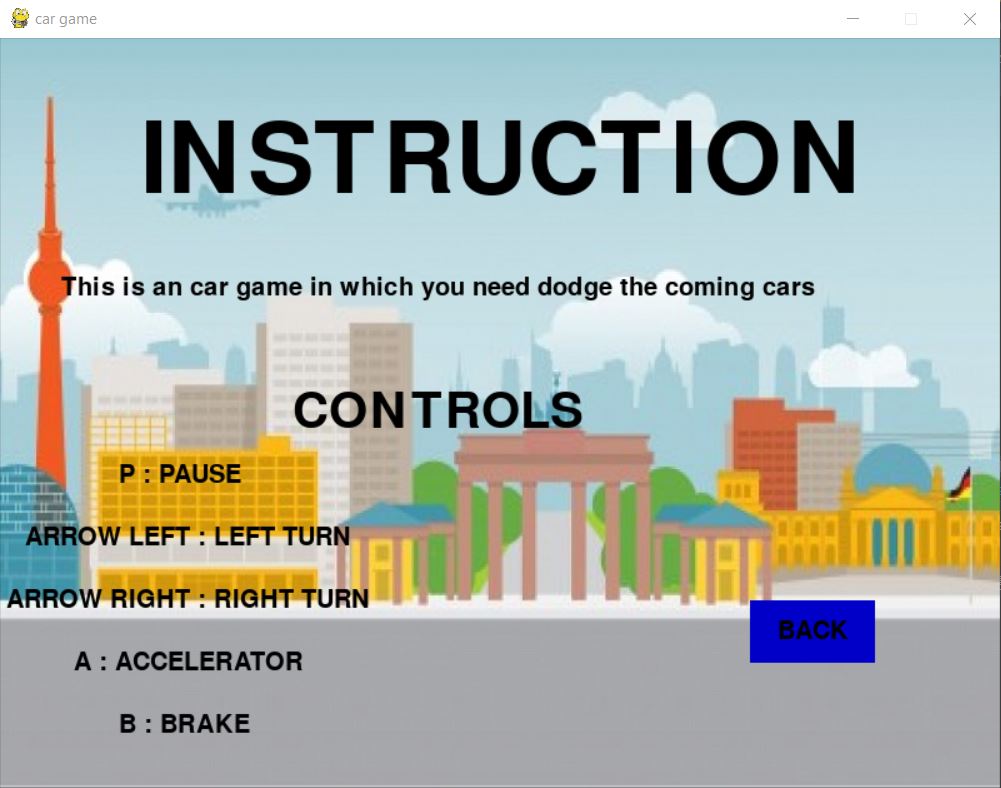 car game
INSTRUCTION
This is an car game in which you need dodge the coming cars
CONTROLS
P : PAUSE
ARROW LEFT : LEFT TURN
ARROW RIGHT : RIGHT TURN
BACK
A : ACCELERATOR
B : BRAKE